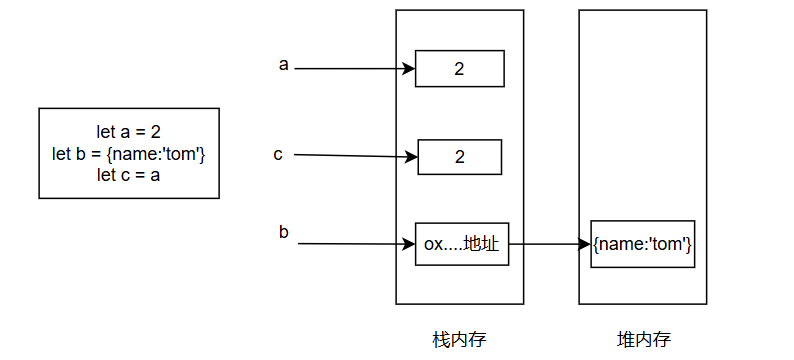 let a = 2
let b = {name:'tom'}
let c = a
a
2
c
2
b
ox....地址
{name:'tom'}
栈内存
堆内存